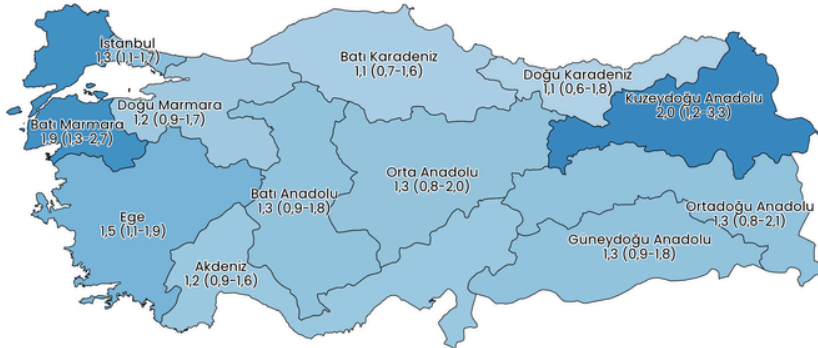 İstanbul
1,3 (1,1-1,7)
Batı Karadeniz
1,1 (0,7-1,6)
Doğu Karadeniz
1,1 (0,6-1,8)
Kuzeydoğu Anadolu
2,0 (1,2-3,3)
Doğu Marmara
1,2 (0,9-1,7)
Batı Marmara
1,9 (1,3-2,7)
Orta Anadolu
1,3 (0,8-2,0)
Batı Anadolu
1,3 (0,9-1,8)
Ortadoğu Anadolu
1,3 (0,8-2,1)
Ege
1,5 (1,1-1,9)
Güneydoğu Anadolu
1,3 (0,9-1,8)
Akdeniz
1,2 (0,9-1,6)